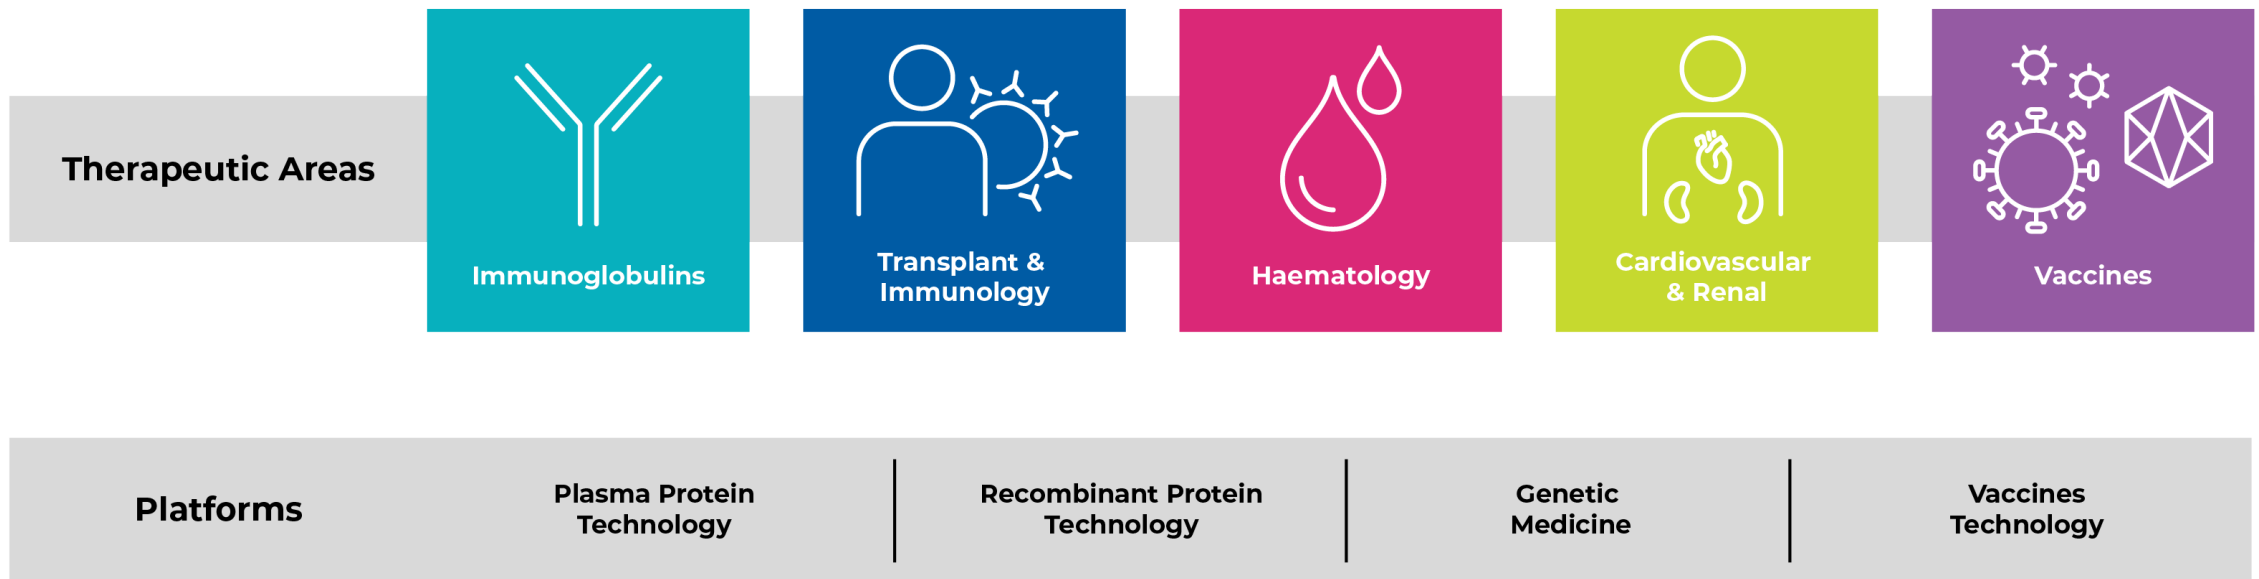 Therapeutic Areas
Immunoglobulins
Transplant &
Immunology
Haematology
Cardiovascular
& Renal
Vaccines
Platforms
Plasma Protein
Technology
Recombinant Protein
Technology
Genetic
Medicine
Vaccines
Technology